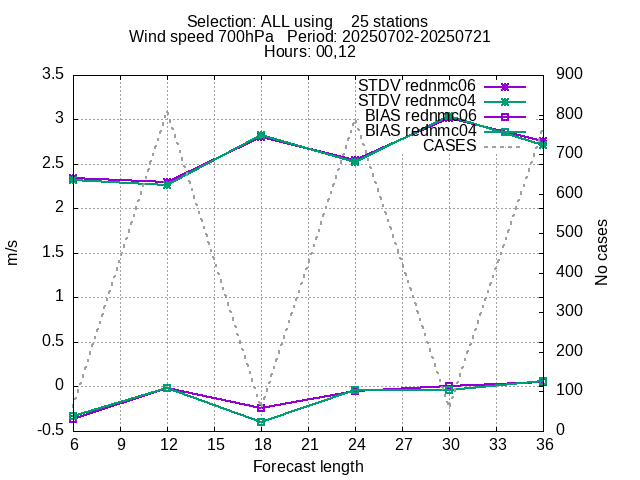 Selection: ALL using 25 stations
Wind speed 700hPa Period: 20250702-20250721
Hours: 00,12
3.5
3
2.5
2
1.5
1
0.5
0
-0.5
m/s
STDV rednmc06
STDV rednmc04
BIAS rednmc06
BIAS rednmc04
CASES
900
800
700
600
500
400
300
200
100
0
No cases
6 9 12 15 18 21 24 27 30 33 36
Forecast length